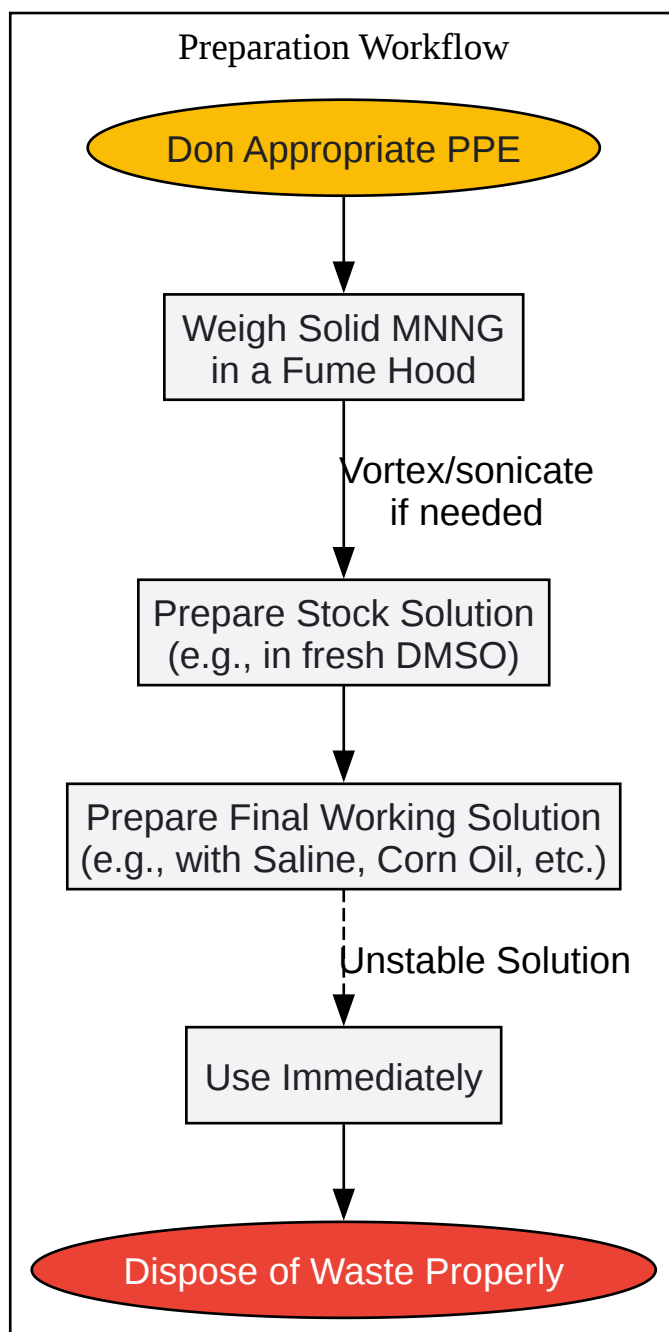 Preparation Workflow
Don Appropriate PPE
Weigh Solid MNNG
in a Fume Hood
Vortex/sonicate
if needed
Prepare Stock Solution
(e.g., in fresh DMSO)
Prepare Final Working Solution
(e.g., with Saline, Corn Oil, etc.)
Unstable Solution
Use Immediately
Dispose of Waste Properly